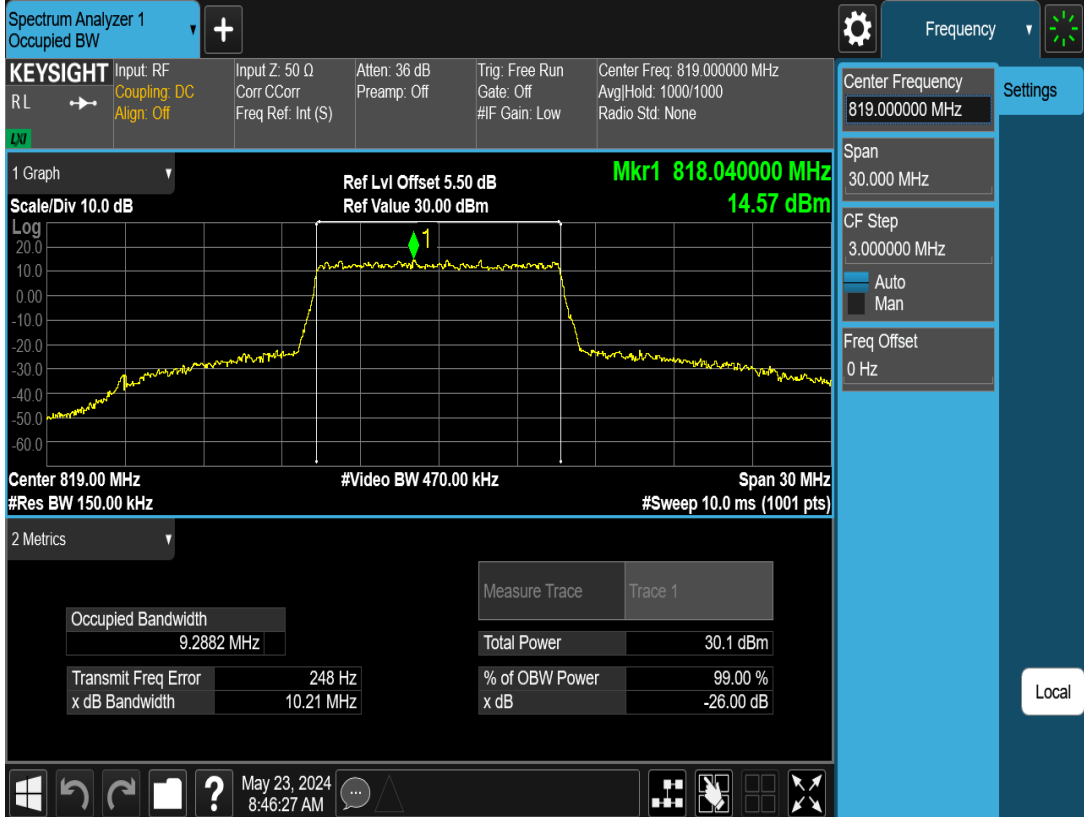 Spectrum Analyzer 1
Occupied BW
Frequency
KEYSIGHT
RL
LXI
Input: RF
Coupling: DC
Align: Off
Input Z: 50 Ω
Corr CCorr
Freq Ref: Int (S)
Atten: 36 dB
Preamp: Off
Trig: Free Run
Gate: Off
#IF Gain: Low
Center Freq: 819.000000 MHz
Avg|Hold: 1000/1000
Radio Std: None
Center Frequency
819.000000 MHz
Settings
Span
30.000 MHz
CF Step
3.000000 MHz
Auto
Man
Freq Offset
0 Hz
Local
1 Graph
Scale/Div 10.0 dB
Ref Lvl Offset 5.50 dB
Ref Value 30.00 dBm
Mkr1 818.040000 MHz
14.57 dBm
Log
1
20.0
10.0
0.00
-10.0
-20.0
-30.0
-40.0
-50.0
-60.0
Center 819.00 MHz
#Res BW 150.00 kHz
#Video BW 470.00 kHz
Span 30 MHz
#Sweep 10.0 ms (1001 pts)
2 Metrics
Measure Trace Trace 1
Occupied Bandwidth
9.2882 MHz
Total Power 30.1 dBm
Transmit Freq Error 248 Hz
x dB Bandwidth 10.21 MHz
% of OBW Power 99.00 %
x dB -26.00 dB
?
May 23, 2024
8:46:27 AM